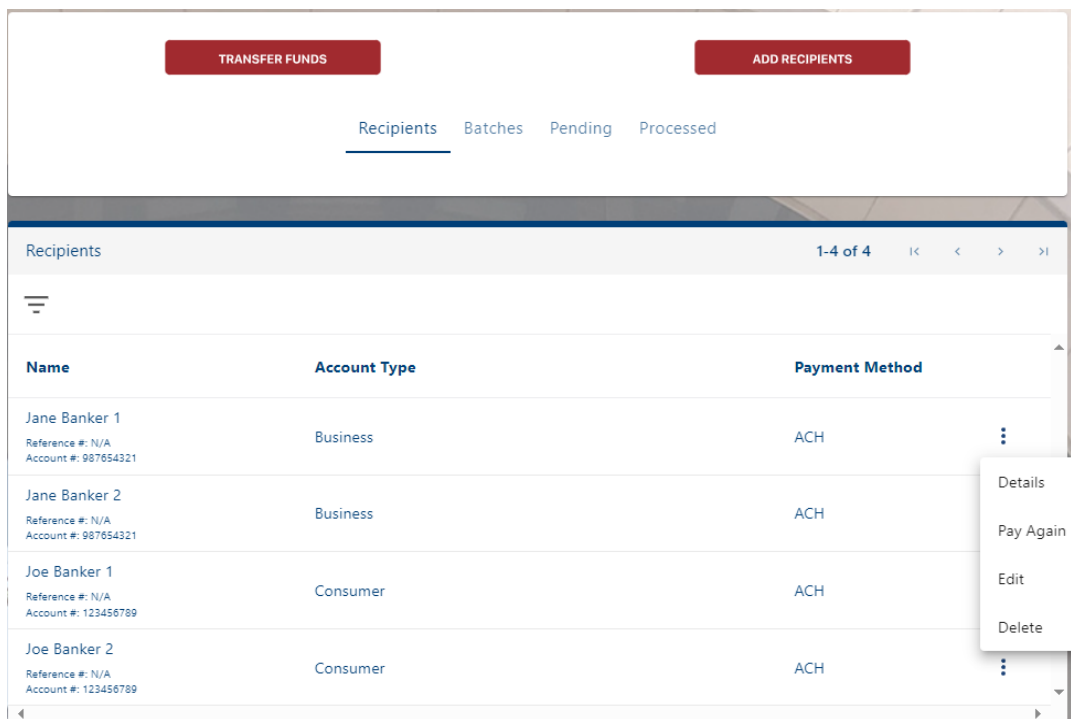 TRANSFER FUNDS
ADD RECIPIENTS
Recipients Batches Pending Processed
Recipients
1-4 of 4
Name Account Type Payment Method
Jane Banker 1
Reference #: N/A
Account #: 987654321
Business
ACH
Jane Banker 2
Reference #: N/A
Account #: 987654321
Business
ACH
Joe Banker 1
Reference #: N/A
Account #: 123456789
Consumer
ACH
Joe Banker 2
Reference #: N/A
Account #: 123456789
Consumer
ACH
Details
Pay Again
Edit
Delete